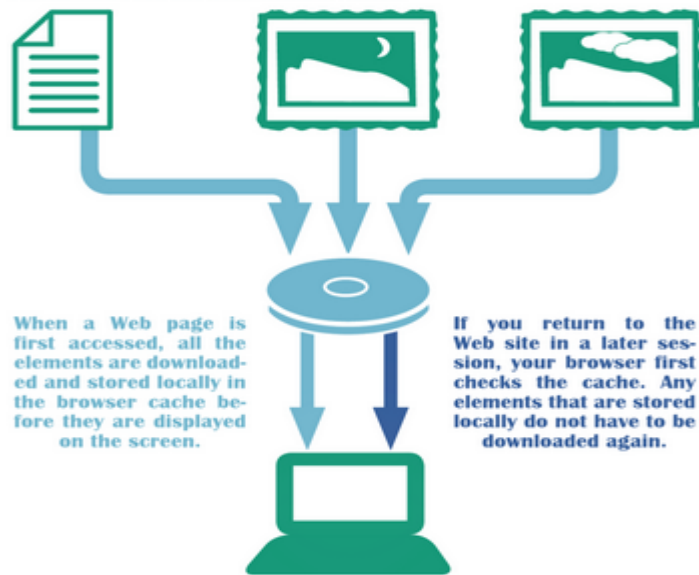 When a Web page is
first accessed, all the
elements are download-
ed and stored locally in
the browser cache be-
fore they are displayed
on the screen.
If you return to the
Web site in a later ses-
sion, your browser first
checks the cache. Any
elements that are stored
locally do not have to be
downloaded again.